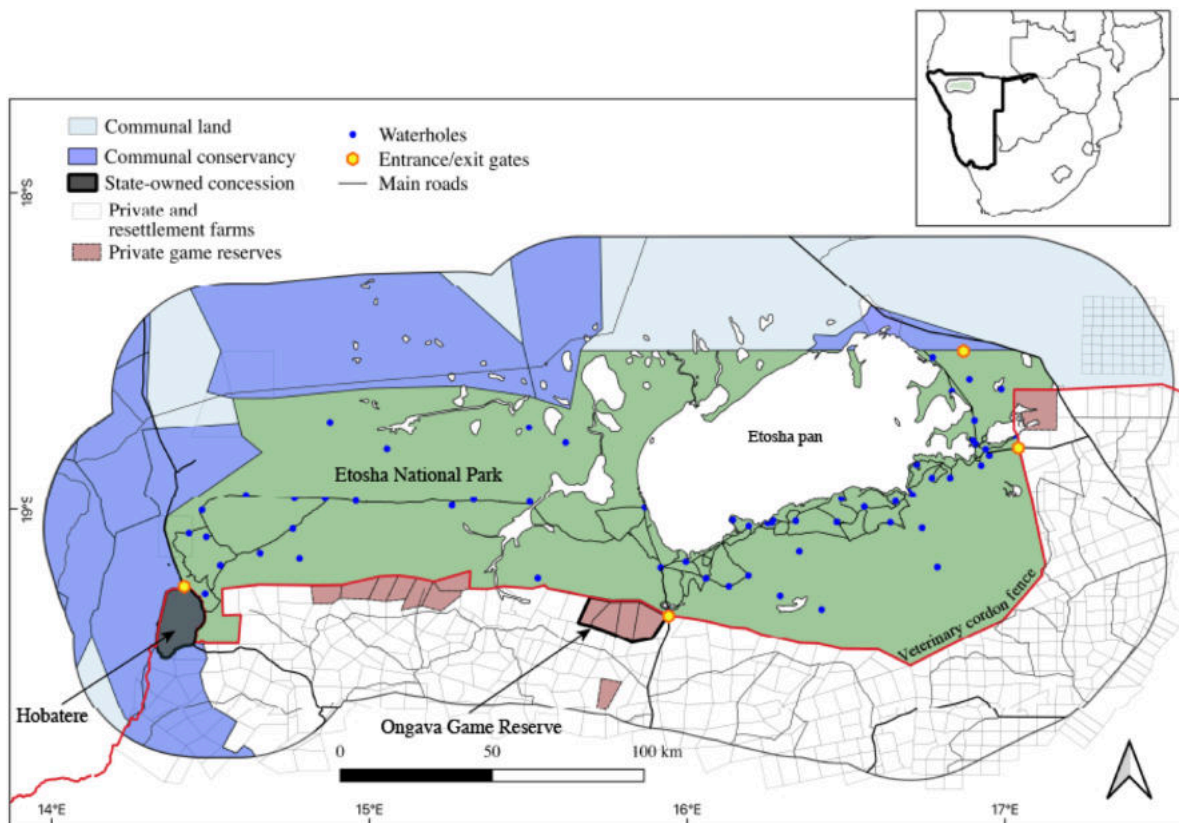 Communal land
Communal conservancy
State-owned concession
Private and
resettlement farms
Private game reserves
Waterholes
Entrance/exit gates
Main roads
18°S
19°S
Etosha pan
Etosha National Park
Veterinary cordon fence
Hobatere
Ongava Game Reserve
0 50 100 km
14°E 15°E 16°E 17°E